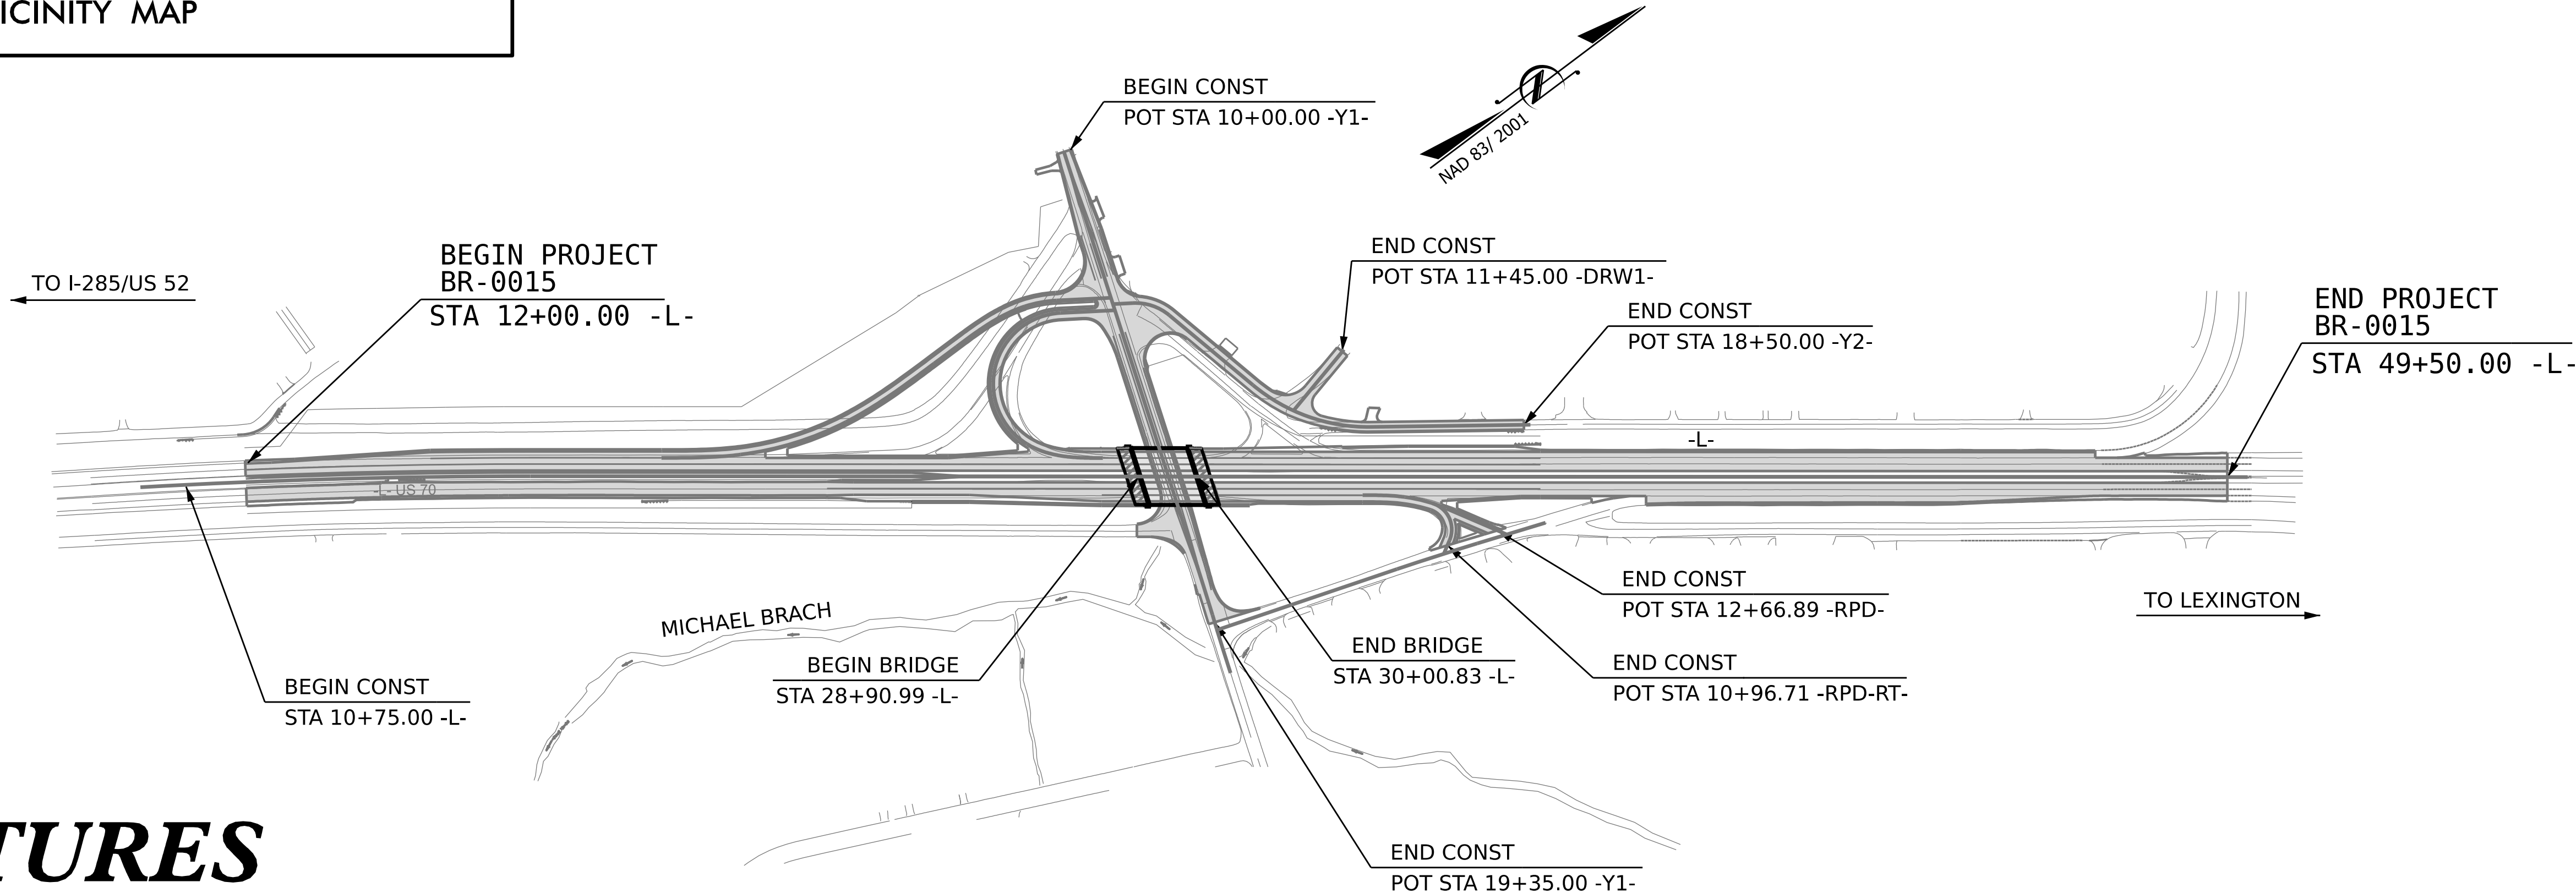 ICINITY MAP
BEGIN CONST
POT STA 10+00.00 -Y1-
NAD 83/ 2001
TO I-285/US 52
BEGIN PROJECT
BR-0015
STA 12+00.00 -L-
END CONST
POT STA 11+45.00 -DRW1-
END CONST
POT STA 18+50.00 -Y2-
END PROJECT
BR-0015
STA 49+50.00 -L-
-L-
-L- US 70
MICHAEL BRACH
BEGIN CONST
STA 10+75.00 -L-
BEGIN BRIDGE
STA 28+90.99 -L-
END BRIDGE
STA 30+00.83 -L-
END CONST
POT STA 12+66.89 -RPD-
END CONST
POT STA 10+96.71 -RPD-RT-
TO LEXINGTON
END CONST
POT STA 19+35.00 -Y1-
TURES